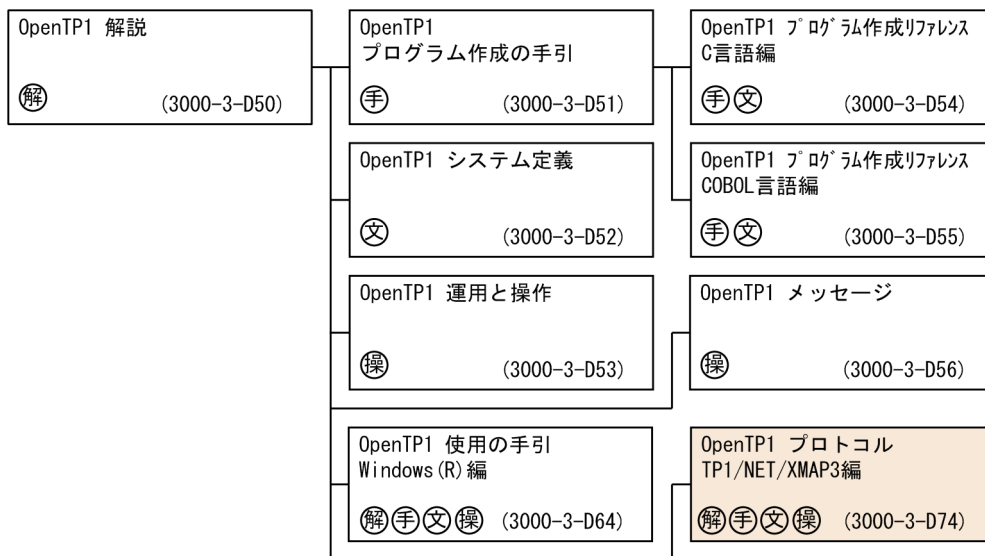 OpenTP1 解説
㊙解
(3000-3-D50)
OpenTP1
プログラム作成の手引
手
(3000-3-D51)
OpenTP1 プログラム作成リファレンス
C言語編
手 文
(3000-3-D54)
OpenTP1 システム定義
文
(3000-3-D52)
OpenTP1 プログラム作成リファレンス
COBOL言語編
手 文
(3000-3-D55)
OpenTP1 運用と操作
操
(3000-3-D53)
OpenTP1 メッセージ
操
(3000-3-D56)
OpenTP1 使用の手引
Windows(R)編
解 手 文 操 (3000-3-D64)
OpenTP1 プロトコル
TP1/NET/XMAP3編
解 手 文 操 (3000-3-D74)